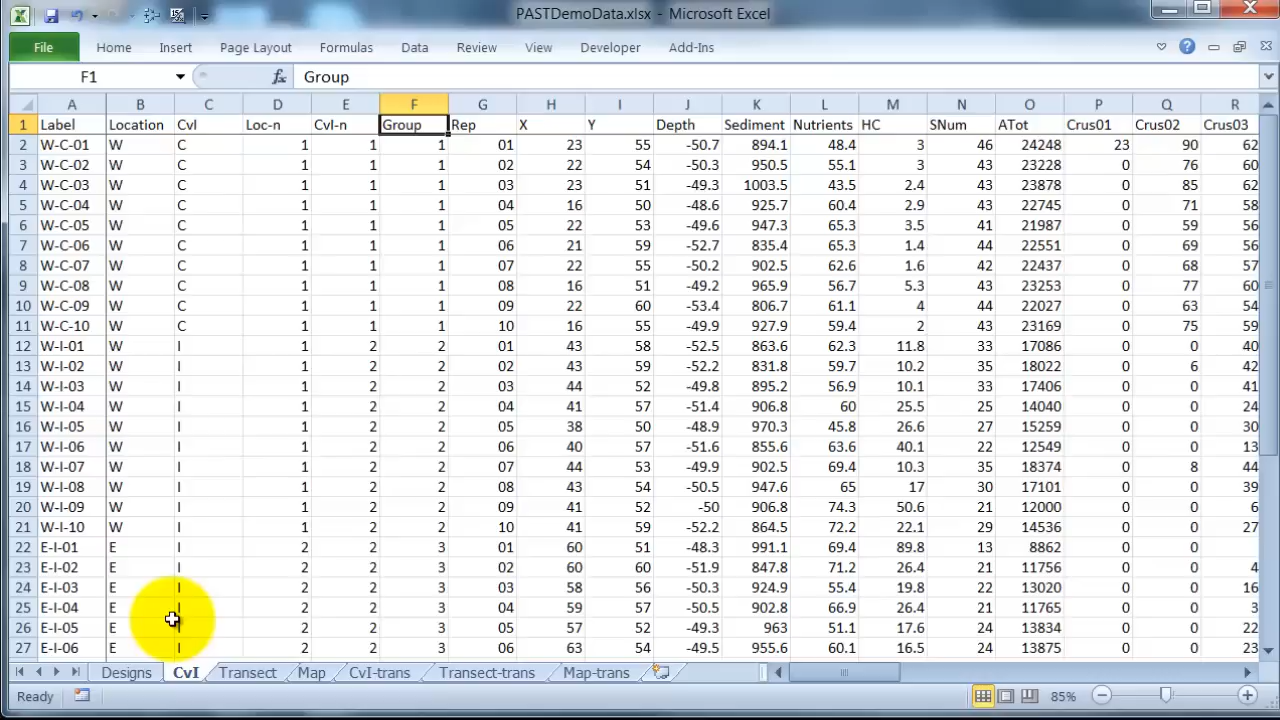 PASTDemoData.xlsx - Microsoft Excel
File Home Insert Page Layout Formulas Data Review View Developer Add-Ins
F1 fx Group
A B C D E F G H I J K L M N O P Q R
1 Label Location CvI Loc-n CvI-n Group Rep X Y Depth Sediment Nutrients HC SNum ATot Crus01 Crus02 Crus03
2 W-C-01 W C 1 1 1 01 23 55 -50.7 894.1 48.4 3 46 24248 23 90 62
3 W-C-02 W C 1 1 1 02 22 54 -50.3 950.5 55.1 3 43 23228 0 76 60
4 W-C-03 W C 1 1 1 03 23 51 -49.3 1003.5 43.5 2.4 43 23878 0 85 62
5 W-C-04 W C 1 1 1 04 16 50 -48.6 925.7 60.4 2.9 43 22745 0 71 58
6 W-C-05 W C 1 1 1 05 22 53 -49.6 947.3 65.3 3.5 41 21987 0 59 56
7 W-C-06 W C 1 1 1 06 21 59 -52.7 835.4 65.3 1.4 44 22551 0 69 56
8 W-C-07 W C 1 1 1 07 22 55 -50.2 902.5 62.6 1.6 42 22437 0 68 57
9 W-C-08 W C 1 1 1 08 16 51 -49.2 965.9 56.7 5.3 43 23253 0 77 60
10 W-C-09 W C 1 1 1 09 22 60 -53.4 806.7 61.1 4 44 22027 0 63 54
11 W-C-10 W C 1 1 1 10 16 55 -49.9 927.9 59.4 2 43 23169 0 75 59
12 W-I-01 W I 1 2 2 01 43 58 -52.5 863.6 62.3 11.8 33 17086 0 0 40
13 W-I-02 W I 1 2 2 02 43 59 -52.2 831.8 59.7 10.2 35 18022 0 6 42
14 W-I-03 W I 1 2 2 03 44 52 -49.8 895.2 56.9 10.1 33 17406 0 0 41
15 W-I-04 W I 1 2 2 04 41 57 -51.4 906.8 60 25.5 25 14040 0 0 24
16 W-I-05 W I 1 2 2 05 38 50 -48.9 970.3 45.8 26.6 27 15259 0 0 30
17 W-I-06 W I 1 2 2 06 40 57 -51.6 855.6 63.6 40.1 22 12549 0 0 13
18 W-I-07 W I 1 2 2 07 44 53 -49.9 902.5 69.4 10.3 35 18374 0 8 44
19 W-I-08 W I 1 2 2 08 43 54 -50.5 947.6 65 17 30 17101 0 0 39
20 W-I-09 W I 1 2 2 09 41 52 -50 906.8 74.3 50.6 21 12000 0 0 6
21 W-I-10 W I 1 2 2 10 41 59 -52.2 864.5 72.2 22.1 29 14536 0 0 27
22 E-I-01 E I 2 2 3 01 60 51 -48.3 991.1 69.4 89.8 13 8862 0 0
23 E-I-02 E I 2 2 3 02 60 60 -51.9 847.8 71.2 26.4 21 11756 0 0 4
24 E-I-03 E I 2 2 3 03 58 56 -50.3 924.9 55.4 19.8 22 13020 0 0 16
25 E-I-04 E I 2 2 3 04 59 57 -50.5 902.8 66.9 26.4 21 11765 0 0 3
26 E-I-05 E I 2 2 3 05 57 52 -49.3 963 51.1 17.6 24 13834 0 0 22
27 E-I-06 E I 2 2 3 06 63 54 -49.5 955.6 60.1 16.5 24 13875 0 0 23
Designs CvI Transect Map CvI-trans Transect-trans Map-trans
Ready 85%